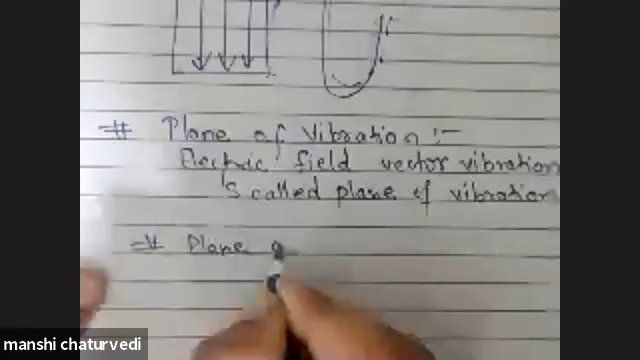 # Plane of Vibration :-
Electric field vector vibration
is called plane of vibration
# Plane
manshi chaturvedi